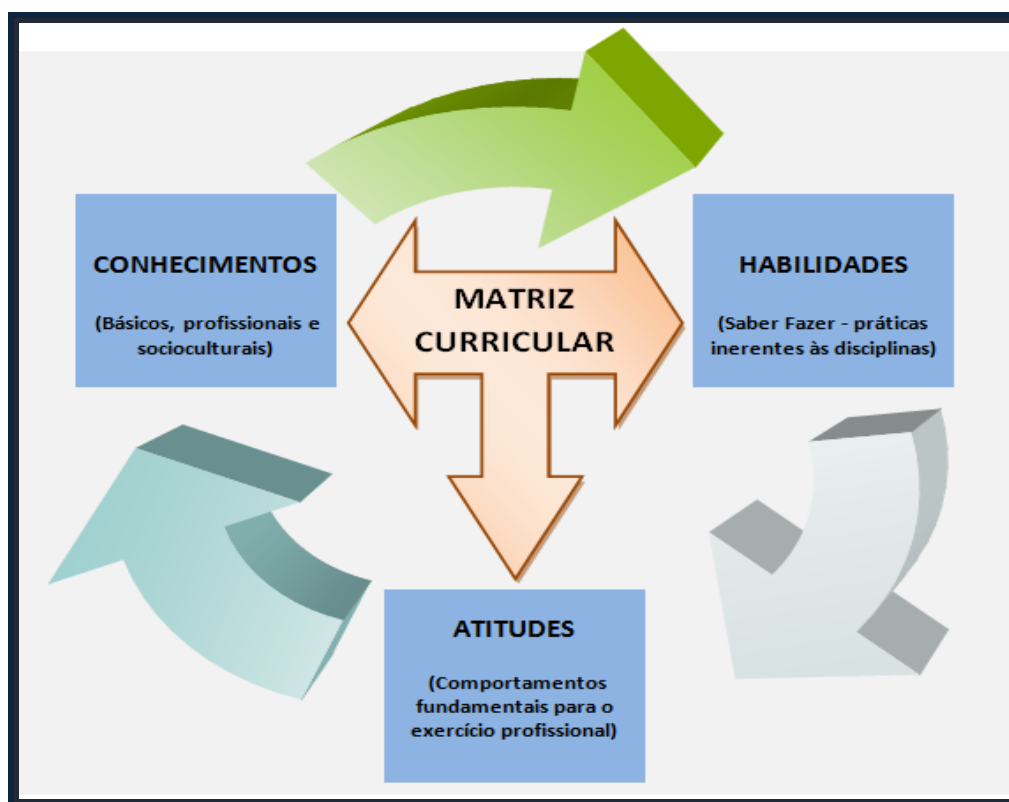 CONHECIMENTOS
(Básicos, profissionais e
socioculturais)
MATRIZ
CURRICULAR
HABILIDADES
(Saber Fazer - práticas
inerentes às disciplinas)
ATITUDES
(Comportamentos
fundamentais para o
exercício profissional)